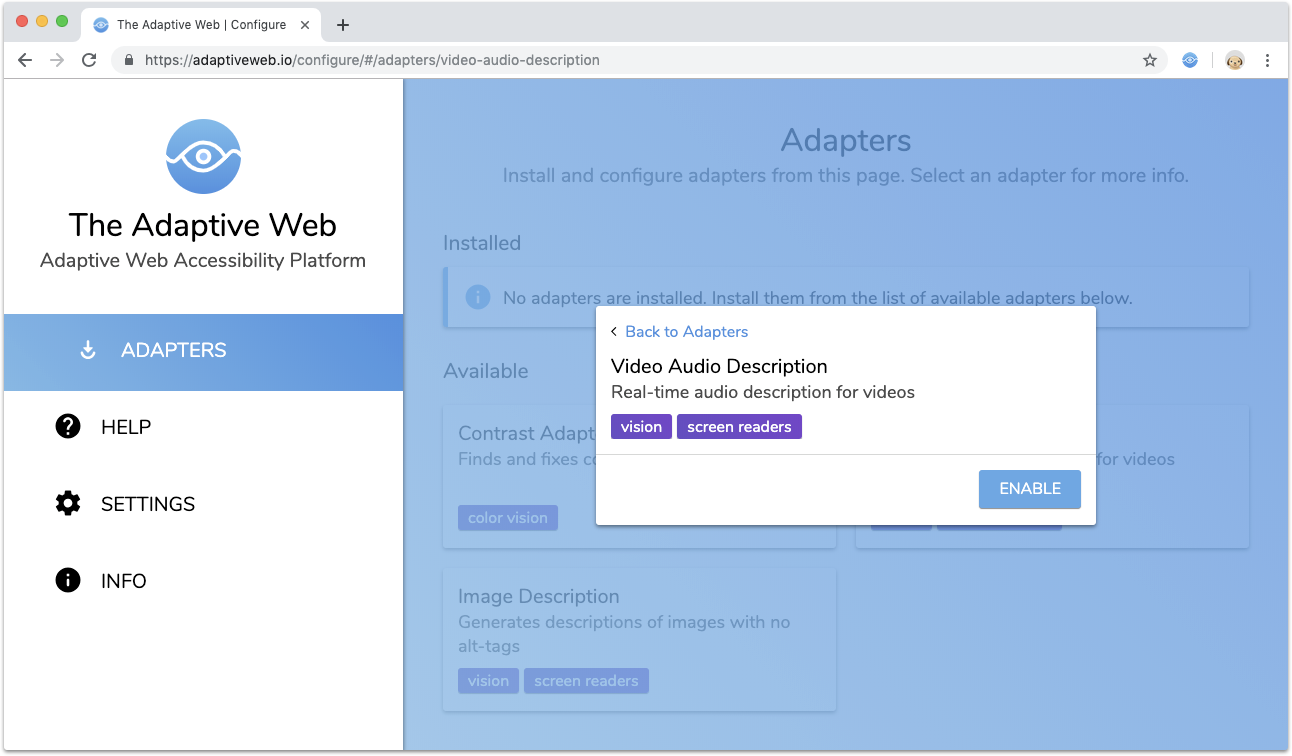 The Adaptive Web | Configure
https://adaptiveweb.io/configure/#/adapters/video-audio-description
The Adaptive Web
Adaptive Web Accessibility Platform
ADAPTERS
HELP
SETTINGS
INFO
Adapters
Install and configure adapters from this page. Select an adapter for more info.
Installed
No adapters are installed. Install them from the list of available adapters below.
Available
Back to Adapters
Video Audio Description
Real-time audio description for videos
vision screen readers
ENABLE
Contrast Adapt
Finds and fixes
color vision
for videos
Image Description
Generates descriptions of images with no
alt-tags
vision screen readers